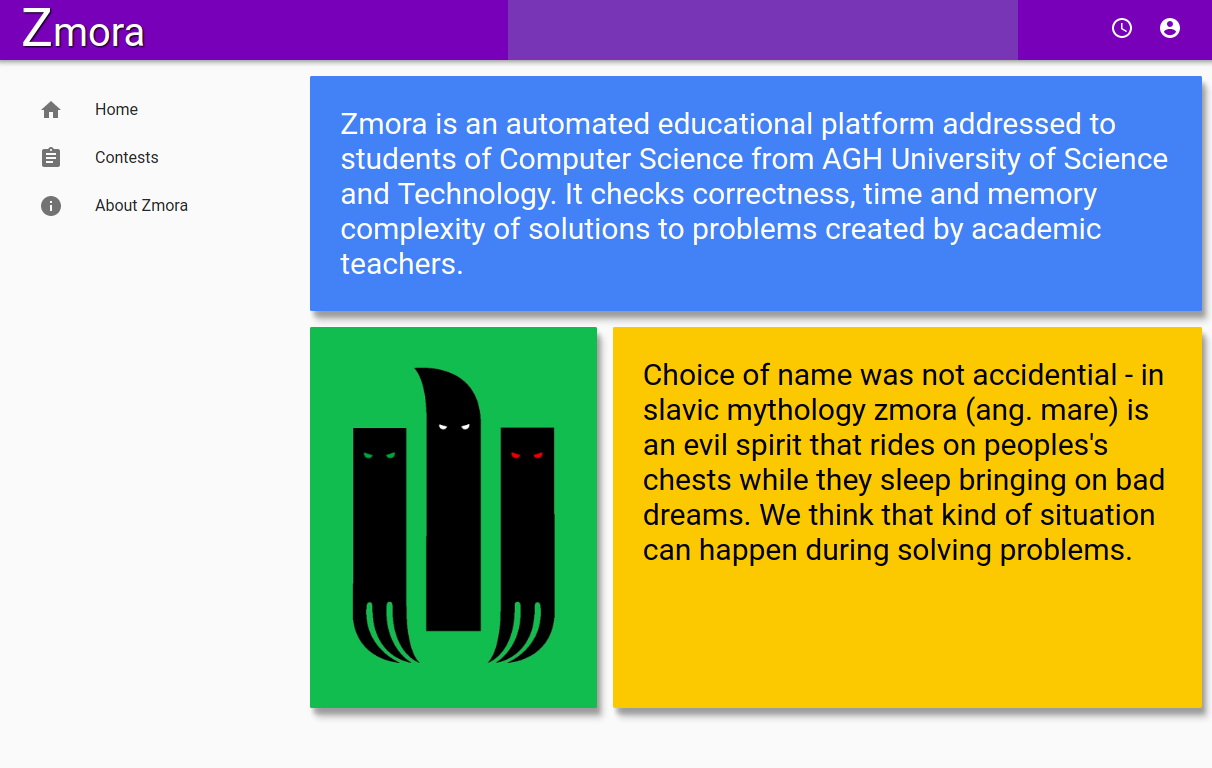 Zmora
Home
Contests
About Zmora
Zmora is an automated educational platform addressed to
students of Computer Science from AGH University of Science
and Technology. It checks correctness, time and memory
complexity of solutions to problems created by academic
teachers.
Choice of name was not accidential - in
slavic mythology zmora (ang. mare) is
an evil spirit that rides on peoples's
chests while they sleep bringing on bad
dreams. We think that kind of situation
can happen during solving problems.